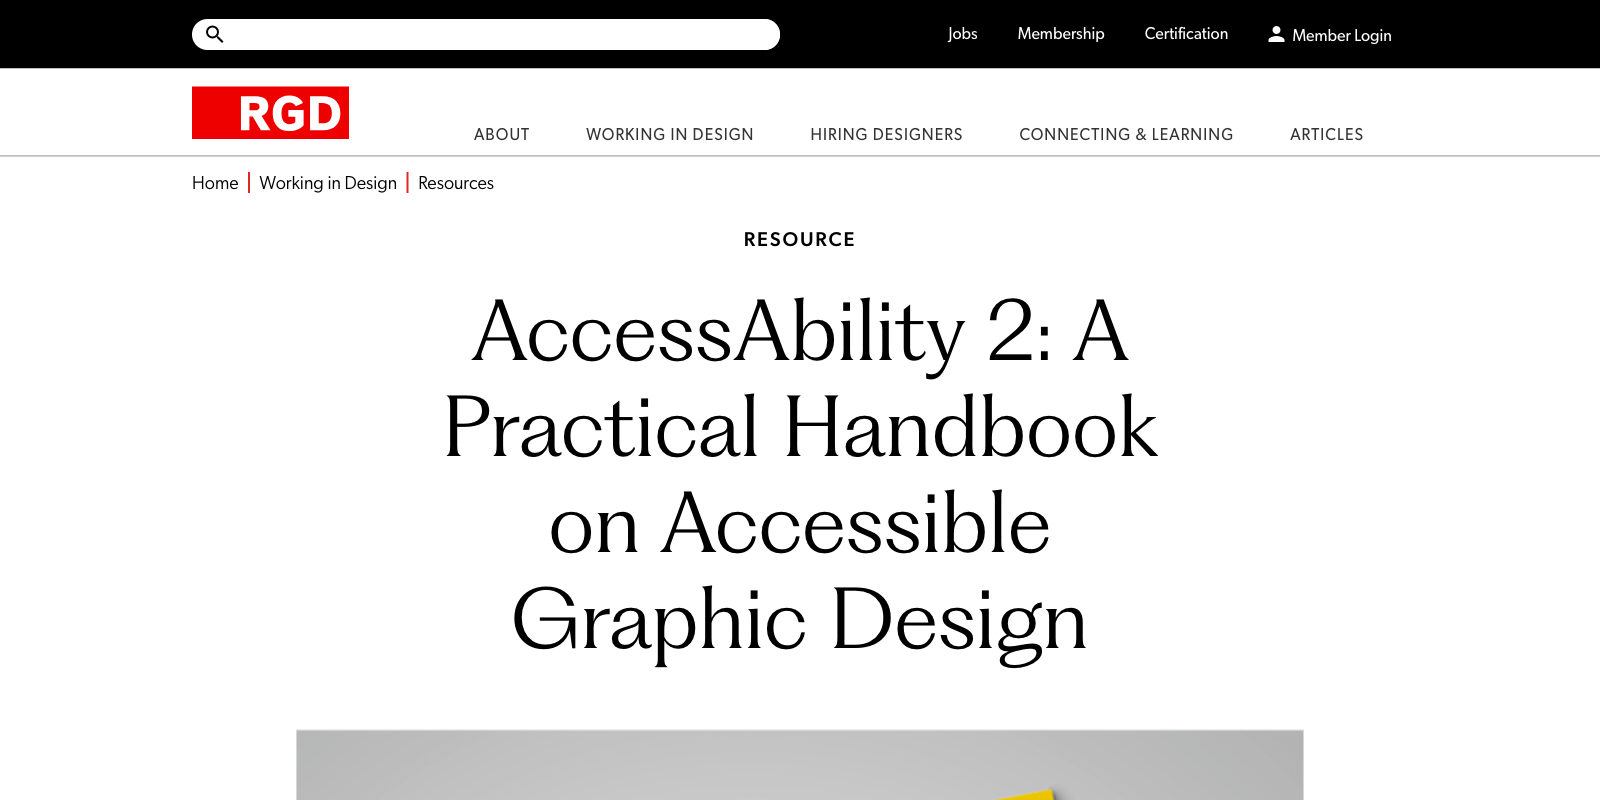 Jobs Membership Certification Member Login
RGD
ABOUT WORKING IN DESIGN HIRING DESIGNERS CONNECTING & LEARNING ARTICLES
Home | Working in Design | Resources
RESOURCE
AccessAbility 2: A
Practical Handbook
on Accessible
Graphic Design